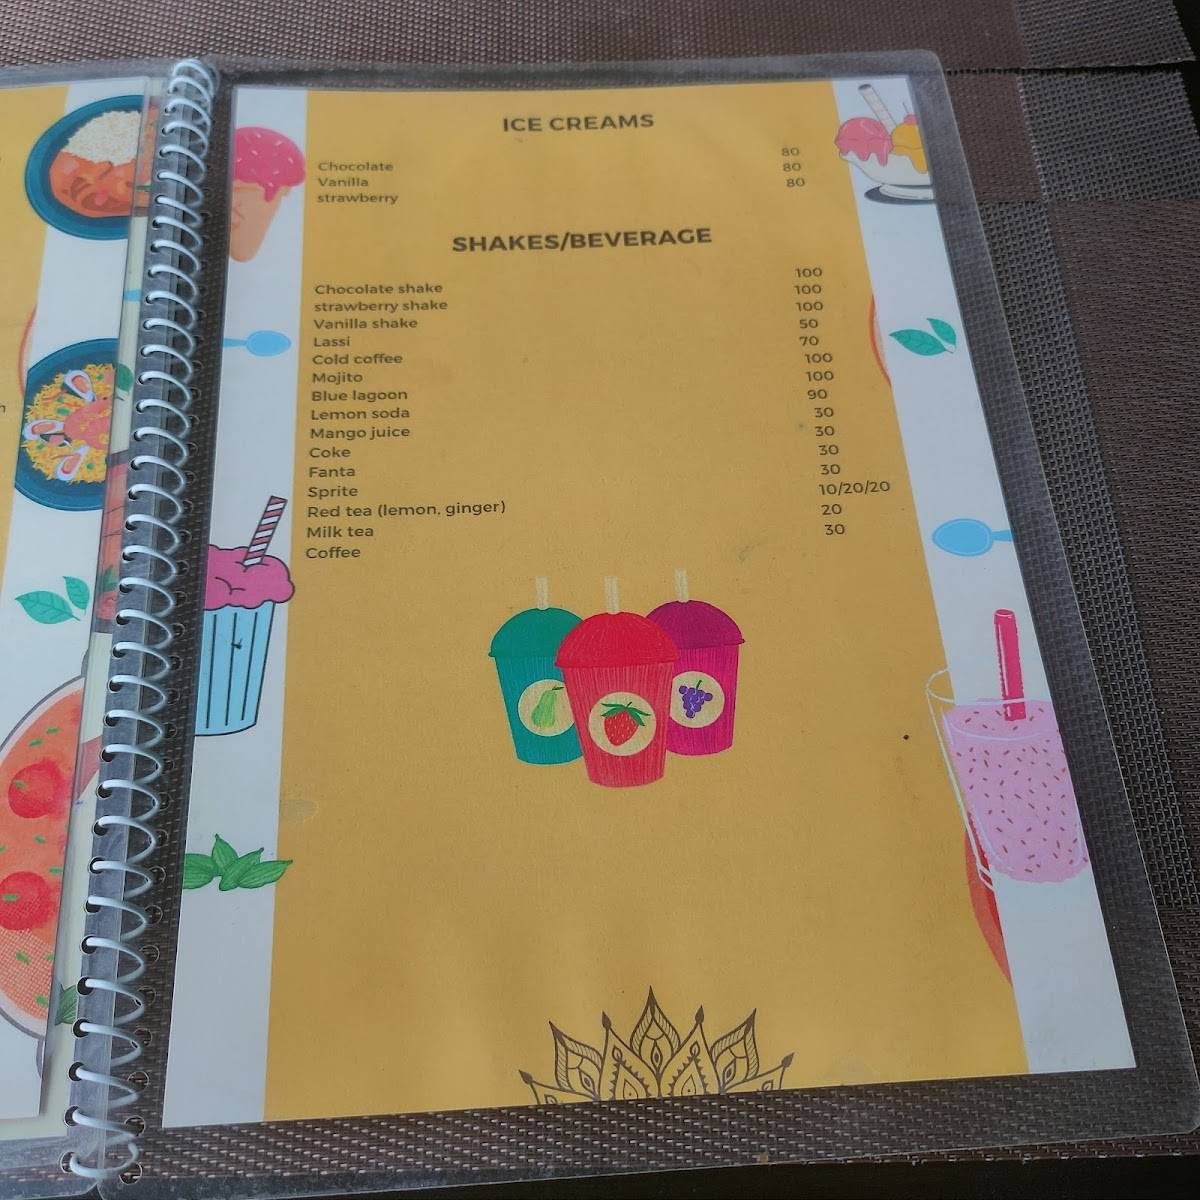 ICE CREAMS
Chocolate 80
Vanilla 80
strawberry 80
SHAKES/BEVERAGE
Chocolate shake 100
strawberry shake 100
Vanilla shake 100
Lassi 50
Cold coffee 70
Mojito 100
Blue lagoon 100
Lemon soda 90
Mango juice 30
Coke 30
Fanta 30
Sprite 30
Red tea (lemon, ginger) 10/20/20
Milk tea 20
Coffee 30